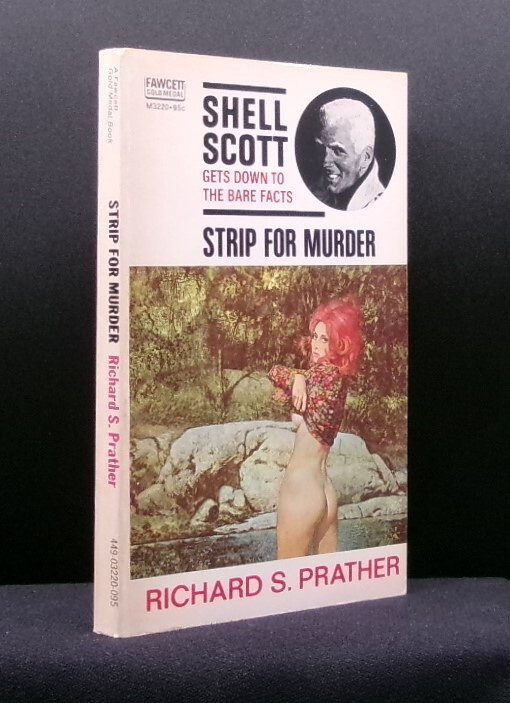 A Fawcett
Gold Medal Book
STRIP FOR MURDER Richard S. Prather
449-03220-095
FAWCETT
GOLD MEDAL
M3220•95c
SHELL
SCOTT
GETS DOWN TO
THE BARE FACTS
STRIP FOR MURDER
RICHARD S. PRATHER